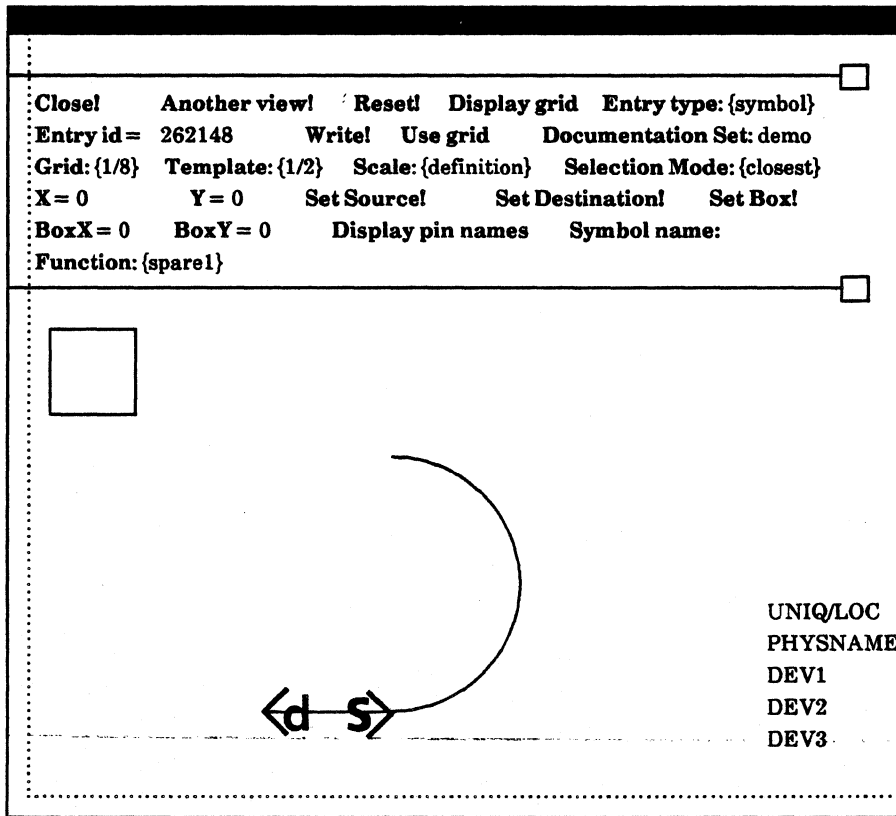 Close! Another view! Reset! Display grid Entry type: {symbol}
Entry id = 262148 Write! Use grid Documentation Set: demo
Grid: {1/8} Template: {1/2} Scale: {definition} Selection Mode: {closest}
X = 0 Y = 0 Set Source! Set Destination! Set Box!
BoxX = 0 BoxY = 0 Display pin names Symbol name:
Function: {spare1}
UNIQ/LOC
PHYSNAME
DEV1
d S DEV2
DEV3